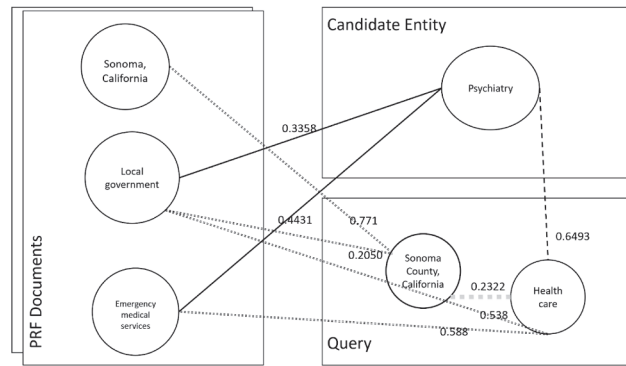 Candidate Entity
Sonoma,
California
Psychiatry
0.3358
Local
government
0.4431
0.771
0.2050
0.6493
Sonoma
County,
California
0.2322
Health
care
Emergency
medical
services
0.538
0.588
PRF Documents
Query